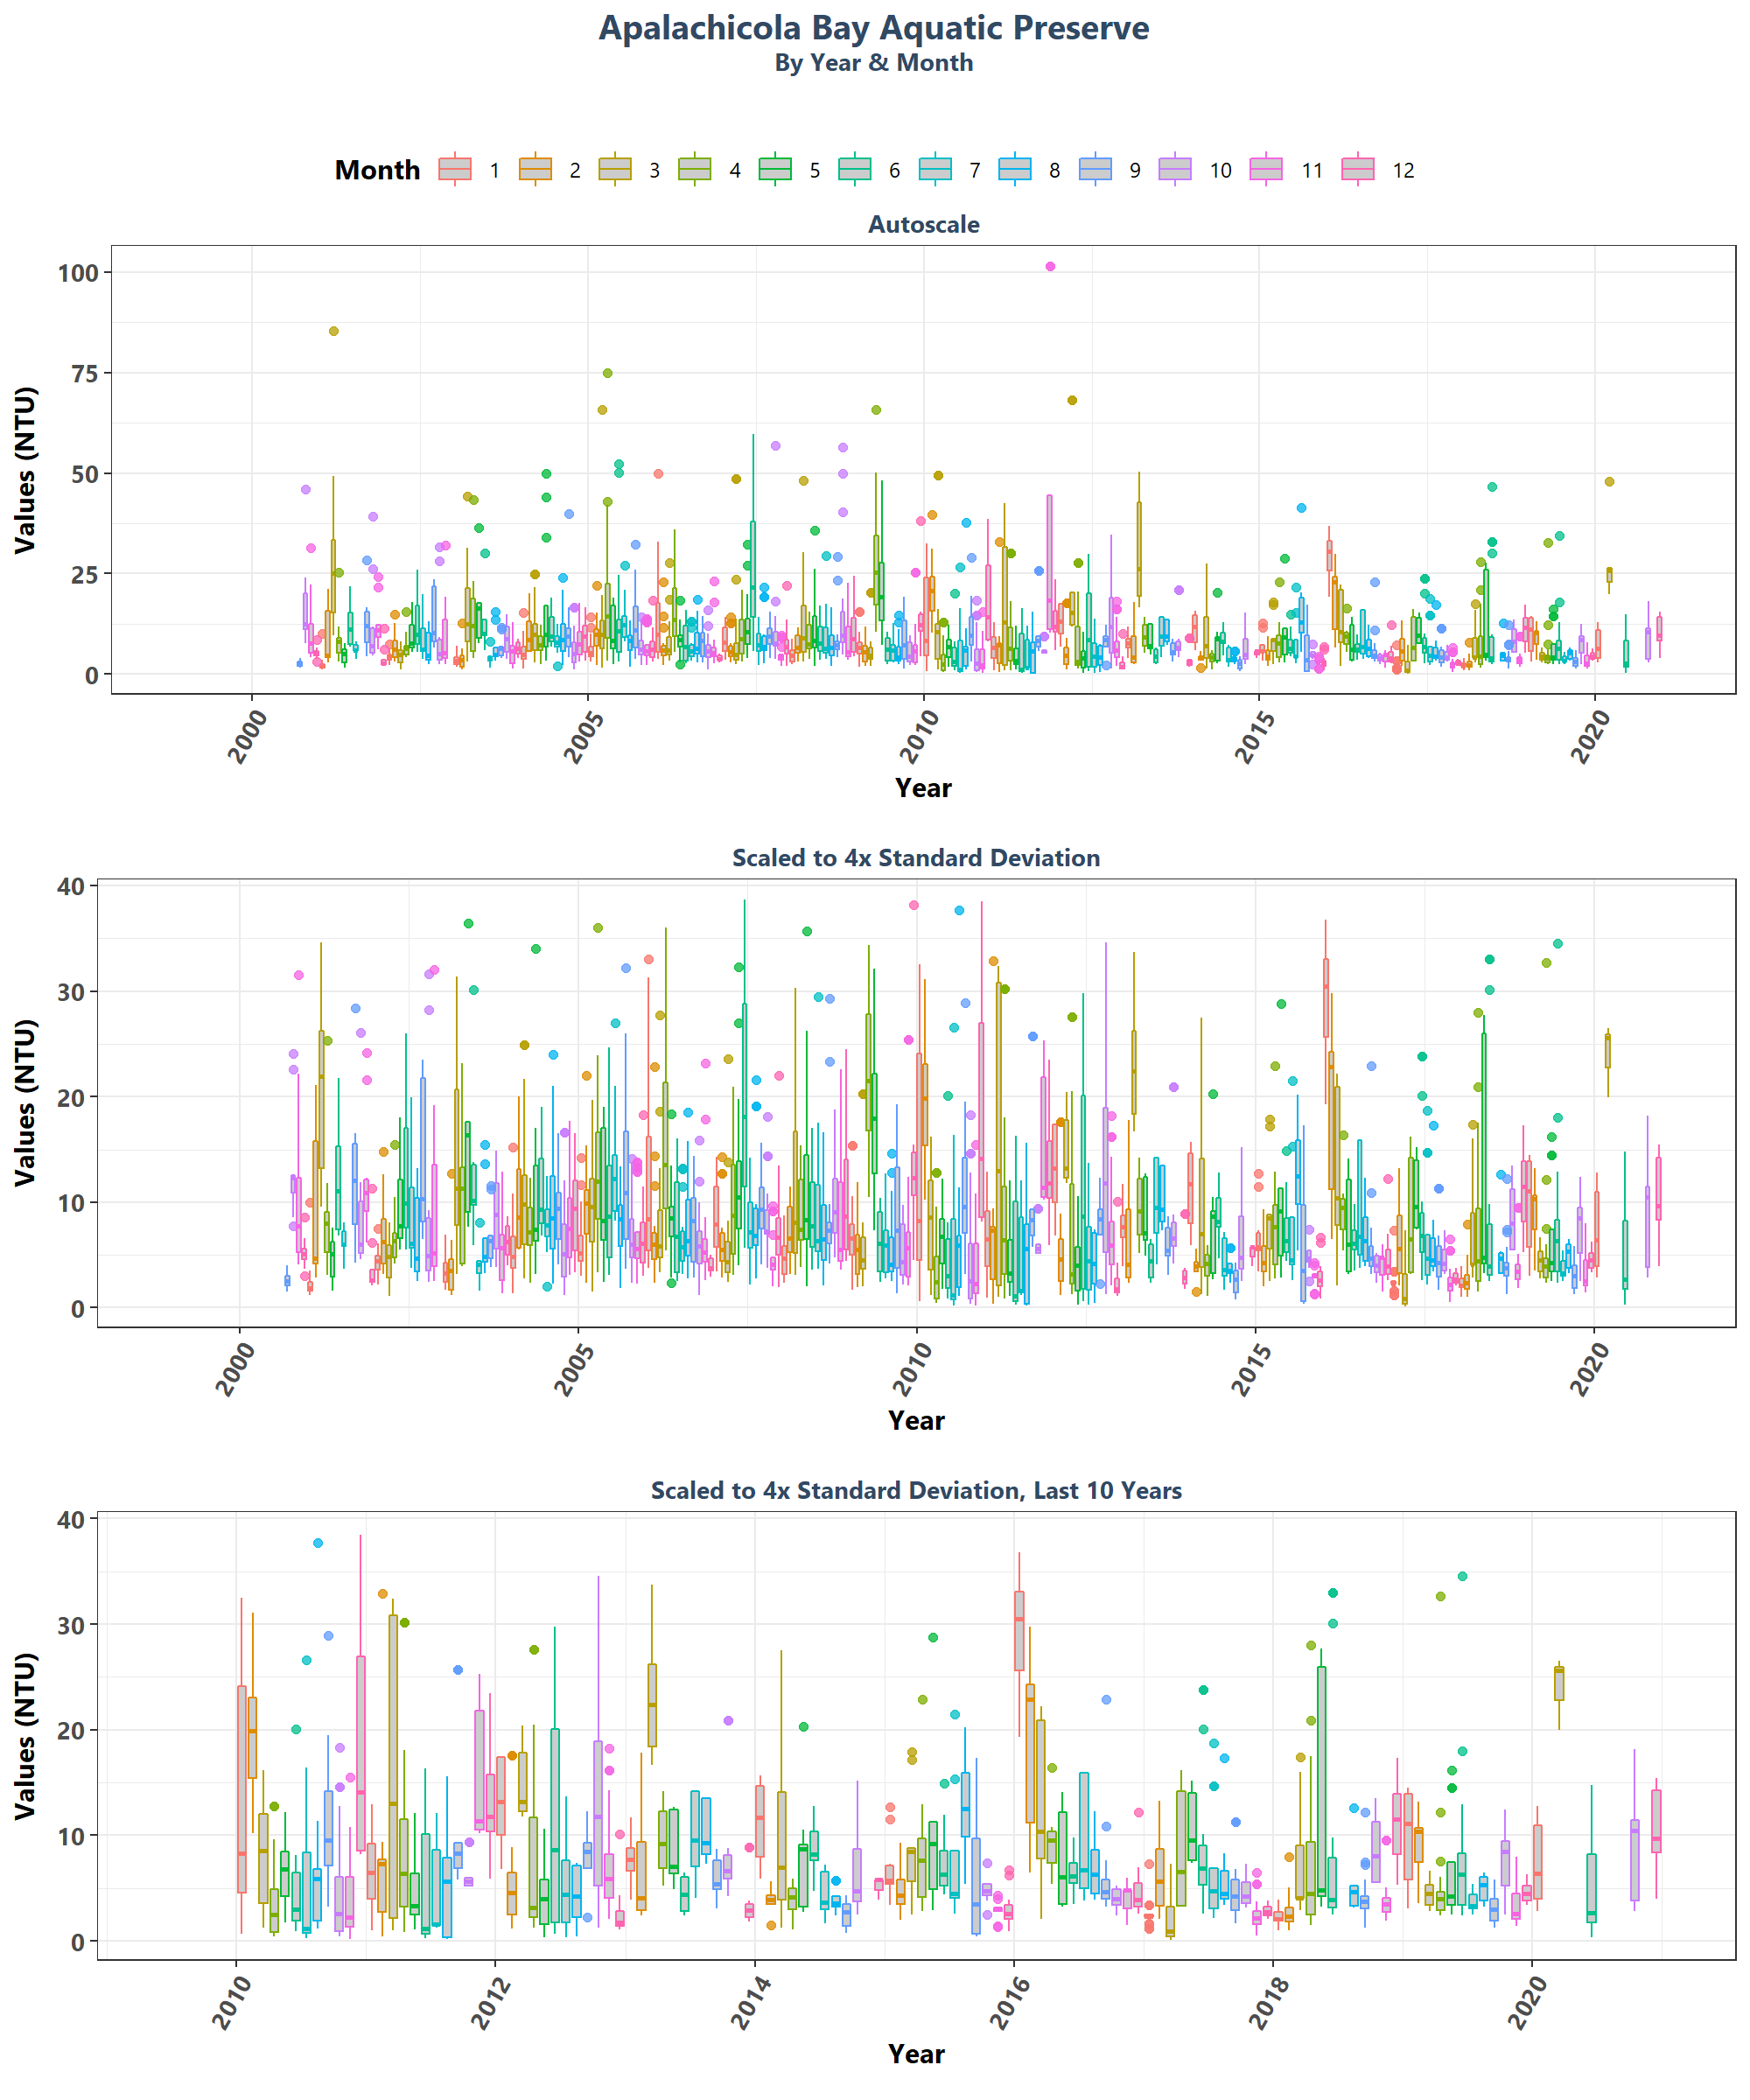 Apalachicola Bay Aquatic Preserve
By Year & Month
Month 1 2 3 4 5 6 7 8 9 10 11 12
Autoscale
Values (NTU)
100
75
50
25
0
2000 2005 2010 2015 2020
Year
Scaled to 4x Standard Deviation
Values (NTU)
40
30
20
10
0
2000 2005 2010 2015 2020
Year
Scaled to 4x Standard Deviation, Last 10 Years
Values (NTU)
40
30
20
10
0
2010 2012 2014 2016 2018 2020
Year